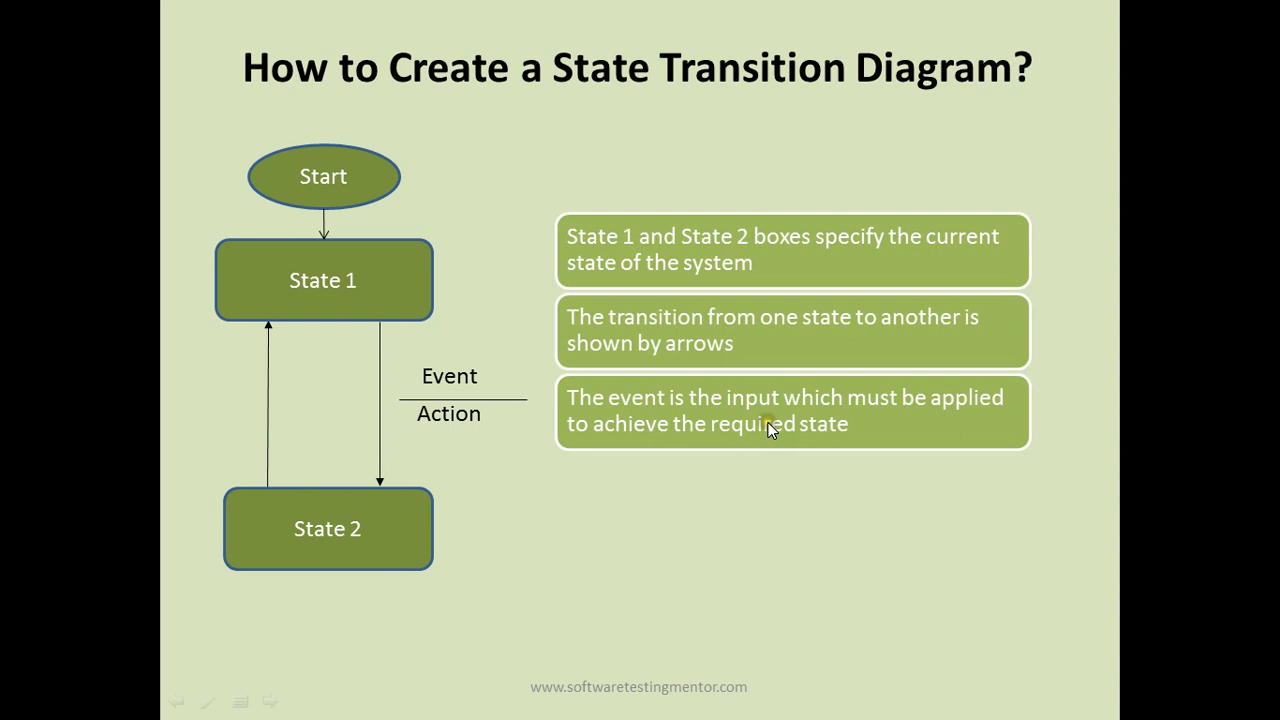 How to Create a State Transition Diagram?
Start
State 1
Event
Action
State 2
State 1 and State 2 boxes specify the current
state of the system
The transition from one state to another is
shown by arrows
The event is the input which must be applied
to achieve the required state
www.softwaretestingmentor.com